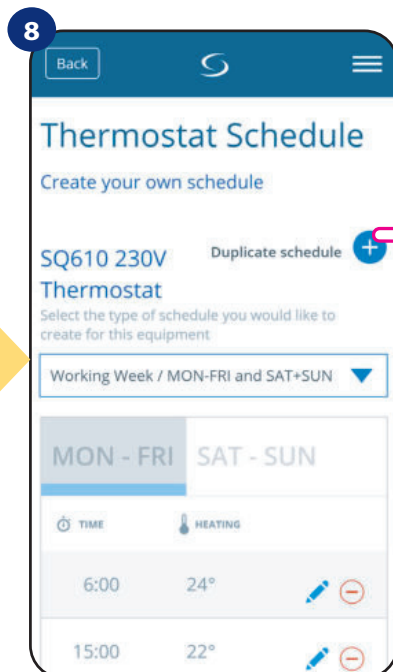 8
Back
Thermostat Schedule
Create your own schedule
Duplicate schedule
SQ610 230V
Thermostat
Select the type of schedule you would like to
create for this equipment
Working Week / MON-FRI and SAT+SUN
MON - FRI SAT - SUN
TIME HEATING
6:00 24°
15:00 22°